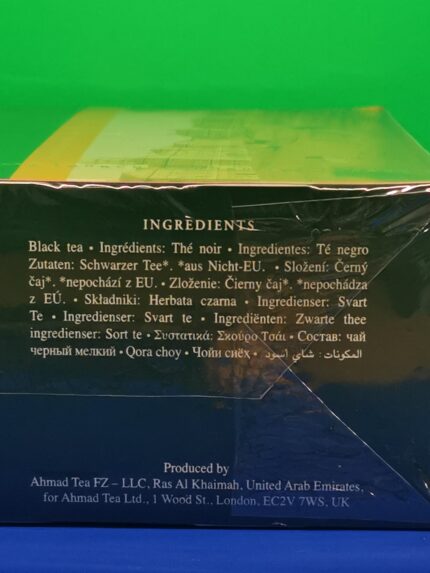 INGREDIENTS
Black tea • Ingrédients: Thé noir • Ingredientes: Té negro
Zutaten: Schwarzer Tee*. *aus Nicht-EU. • Složení: Černý
čaj*. *nepochází z EU. • Zloženie: Čierny čaj*. *nepochádza
z EÚ. • Składniki: Herbata czarna • Ingredienser: Svart
Te • Ingredienser: Svart te • Ingrediënten: Zwarte thee
ingredienser: Sort te • Συστατικά: Σκούρο Τσάι • Состав: чай
черный мелкий • Qora choy • Чойи сиёҳ • المكونات: شاي أسود
Produced by
Ahmad Tea FZ – LLC, Ras Al Khaimah, United Arab Emirates,
for Ahmad Tea Ltd., 1 Wood St., London, EC2V 7WS, UK